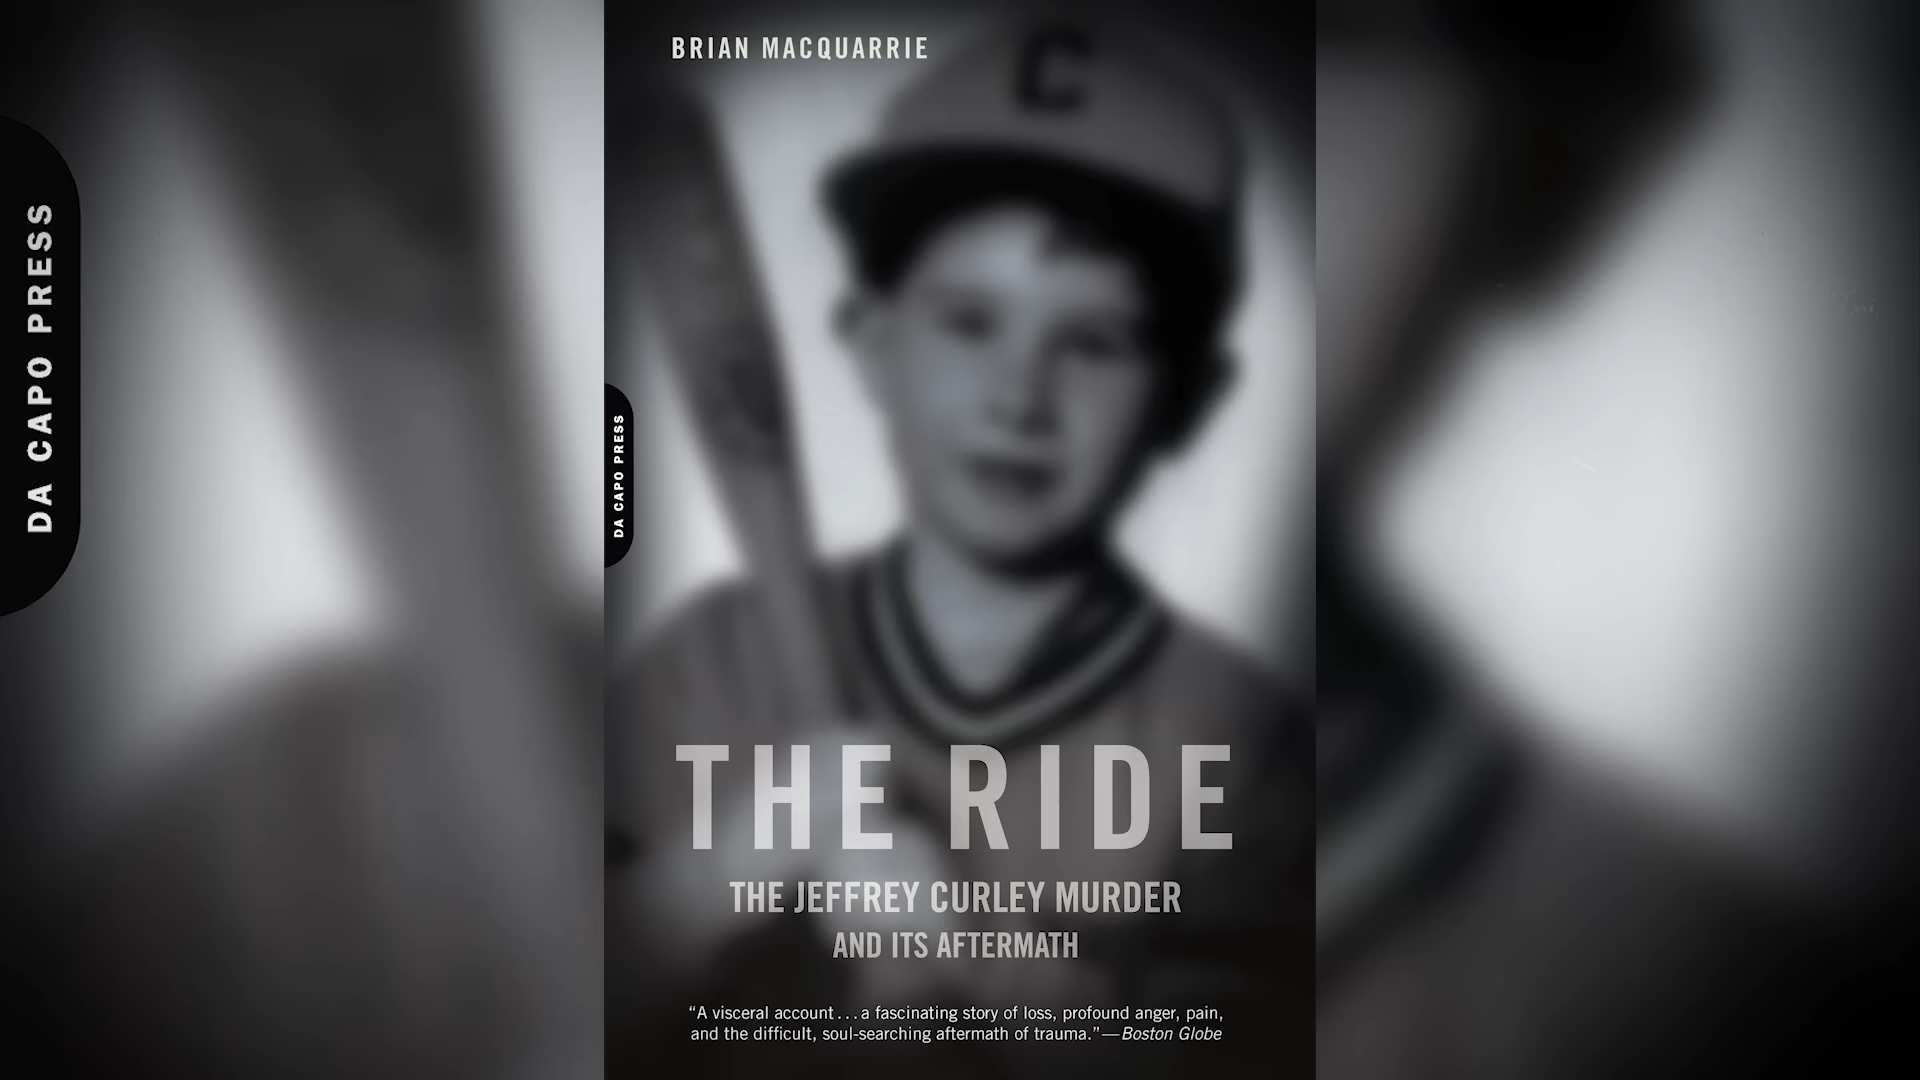 DA CAPO PRESS
BRIAN MACQUARRIE
C
DA CAPO PRESS
THE RIDE
THE JEFFREY CURLEY MURDER
AND ITS AFTERMATH
“A visceral account . . . a fascinating story of loss, profound anger, pain,
and the difficult, soul-searching aftermath of trauma.”—Boston Globe